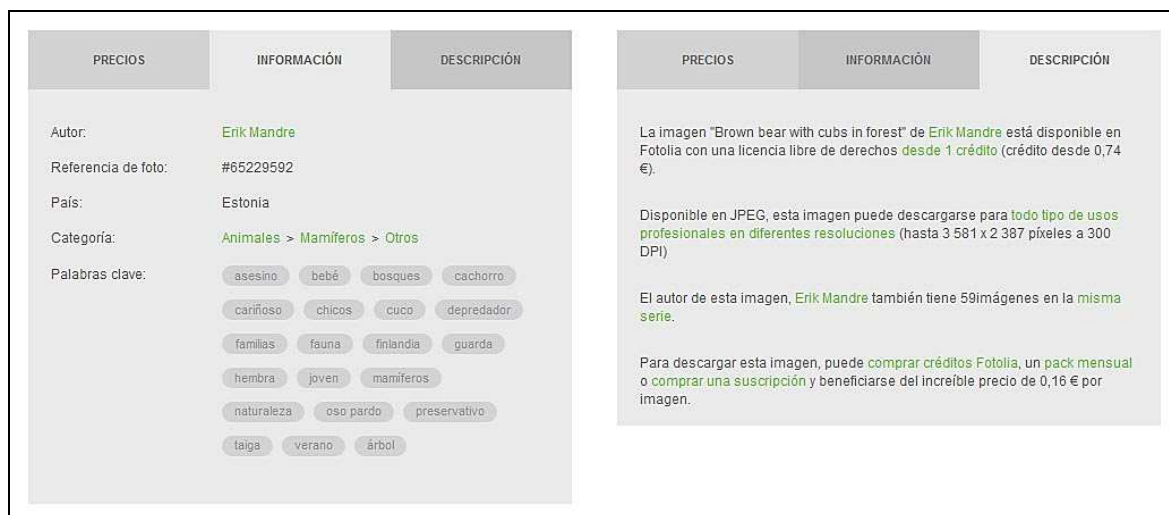 PRECIOS INFORMACIÓN DESCRIPCIÓN
Autor: Erik Mandre
Referencia de foto: #65229592
País: Estonia
Categoría: Animales > Mamíferos > Otros
Palabras clave: asesino bebé bosques cachorro
cariñoso chicos cuco depredador
familias fauna finlandia guarda
hembra joven mamíferos
naturaleza oso pardo preservativo
taiga verano árbol
PRECIOS INFORMACIÓN DESCRIPCIÓN
La imagen "Brown bear with cubs in forest" de Erik Mandre está disponible en
Fotolia con una licencia libre de derechos desde 1 crédito (crédito desde 0,74
€).
Disponible en JPEG, esta imagen puede descargarse para todo tipo de usos
profesionales en diferentes resoluciones (hasta 3 581 x 2 387 píxeles a 300
DPI)
El autor de esta imagen, Erik Mandre también tiene 59imágenes en la misma
serie.
Para descargar esta imagen, puede comprar créditos Fotolia, un pack mensual
o comprar una suscripción y beneficiarse del increíble precio de 0,16 € por
imagen.